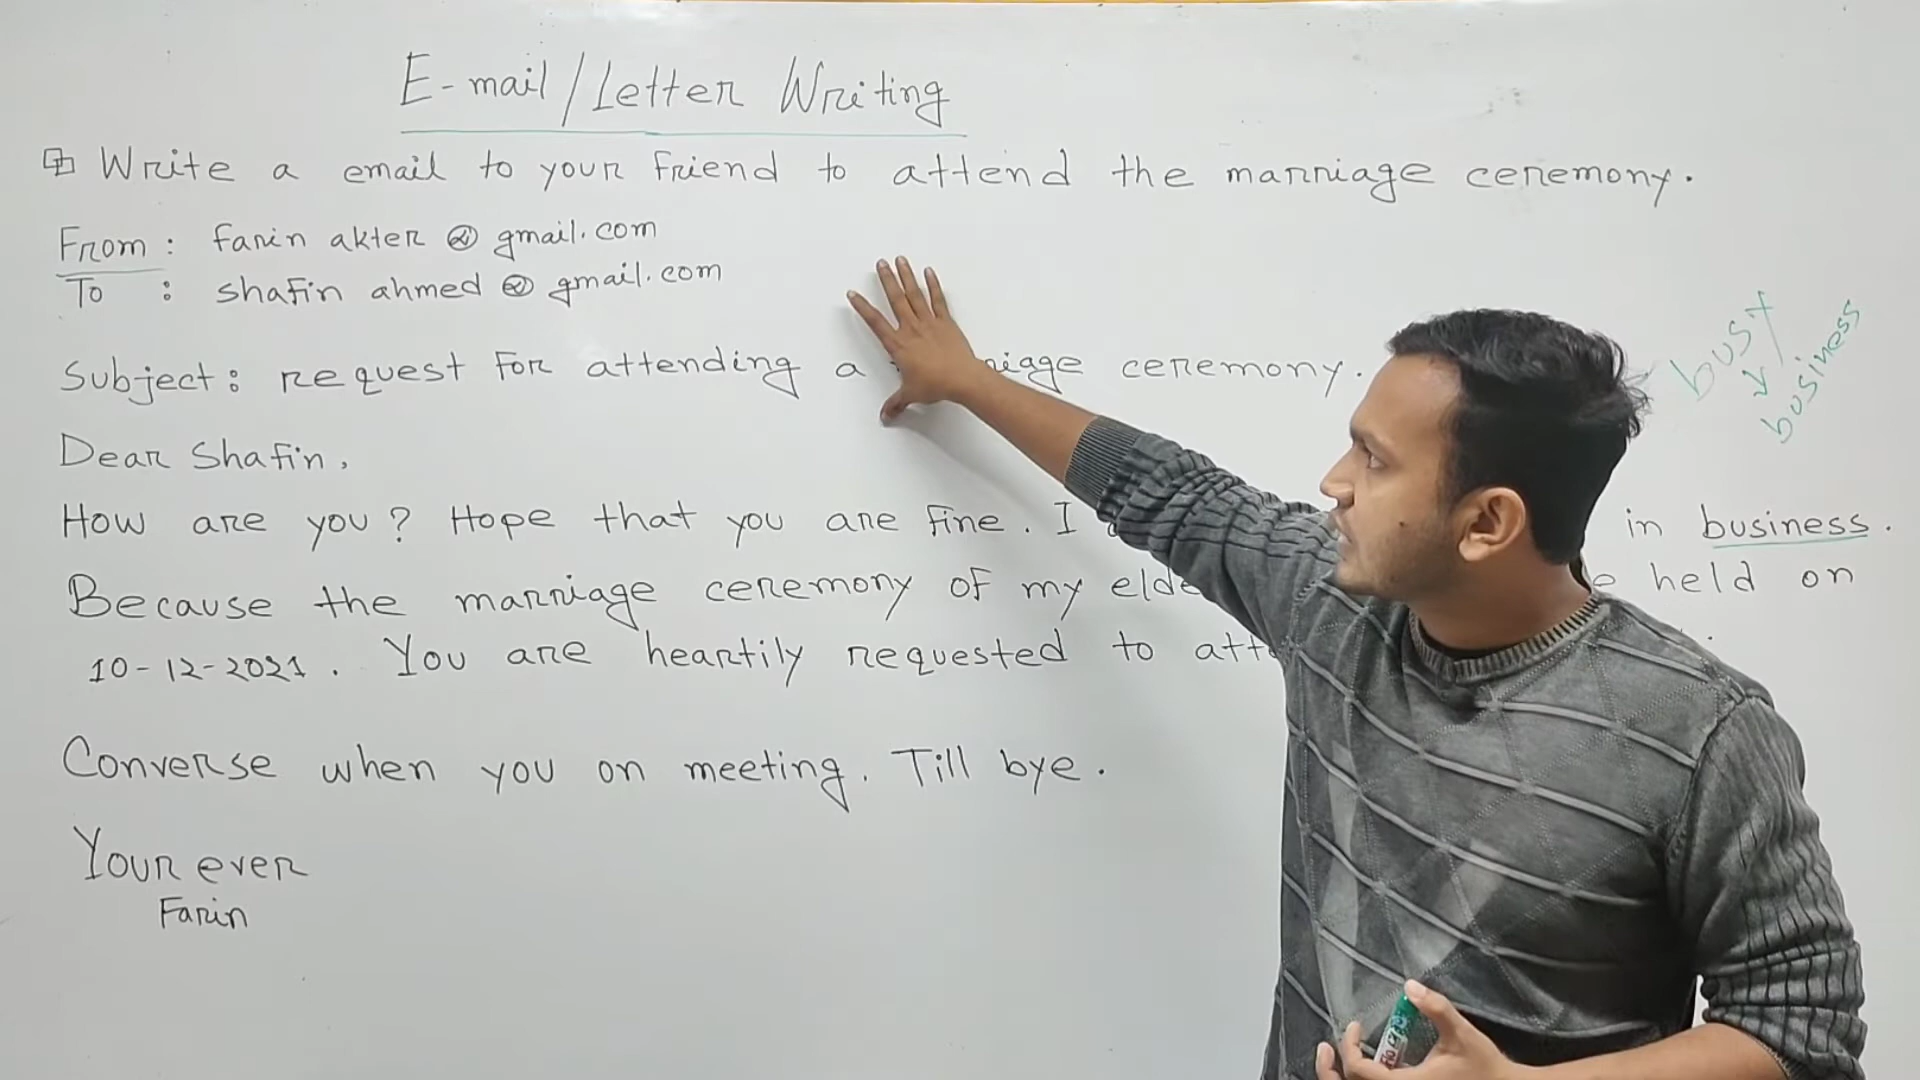 E-mail/Letter Writing
Write a email to your friend to attend the marriage ceremony.
From: farin akter @ gmail.com
To : shafin ahmed @ gmail.com
Subject: request for attending a ceremony.
Dear Shafin,
How are you? Hope that you are fine. I in business.
Because the marriage ceremony of my held on
10-12-2021. You are heartily requested to
Converse when you on meeting. Till bye.
Your ever
Farin
busy
business